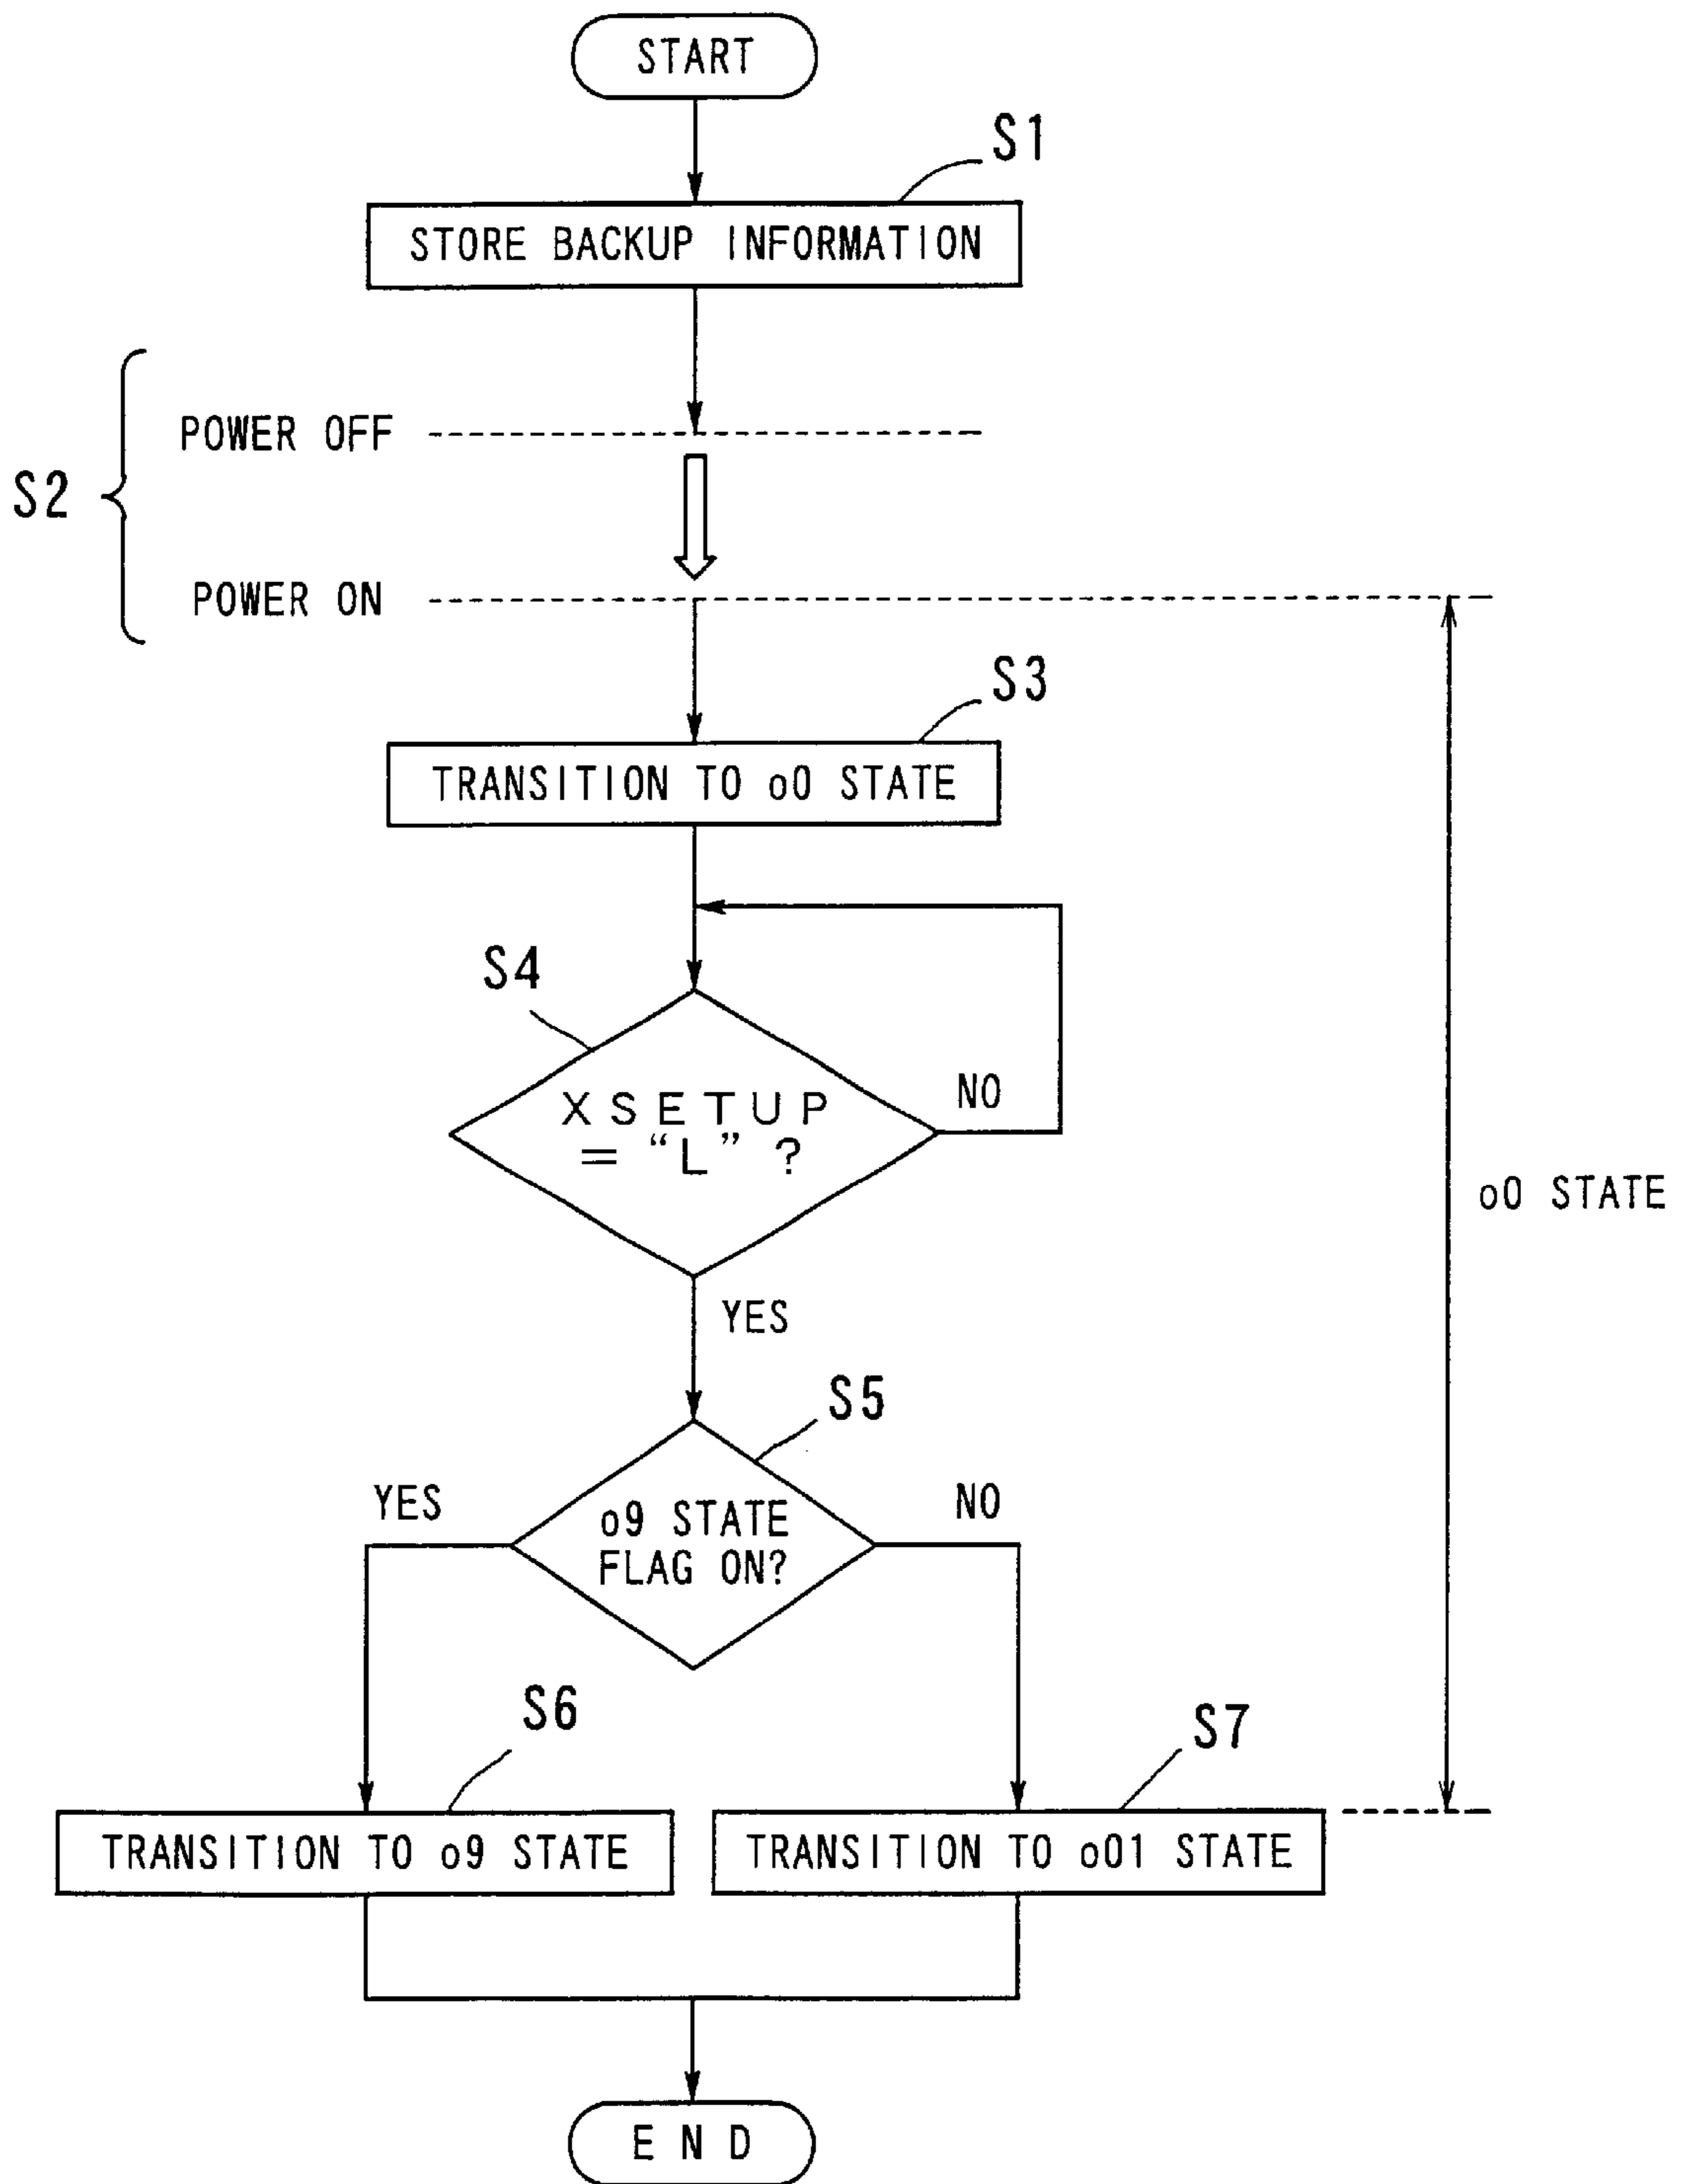 START
S1
STORE BACKUP INFORMATION
POWER OFF
S2
POWER ON
S3
TRANSITION TO o0 STATE
S4
NO
XSETUP
= "L" ?
o0 STATE
YES
S5
YES
NO
o9 STATE
FLAG ON?
S6
S7
TRANSITION TO o9 STATE
TRANSITION TO o01 STATE
END